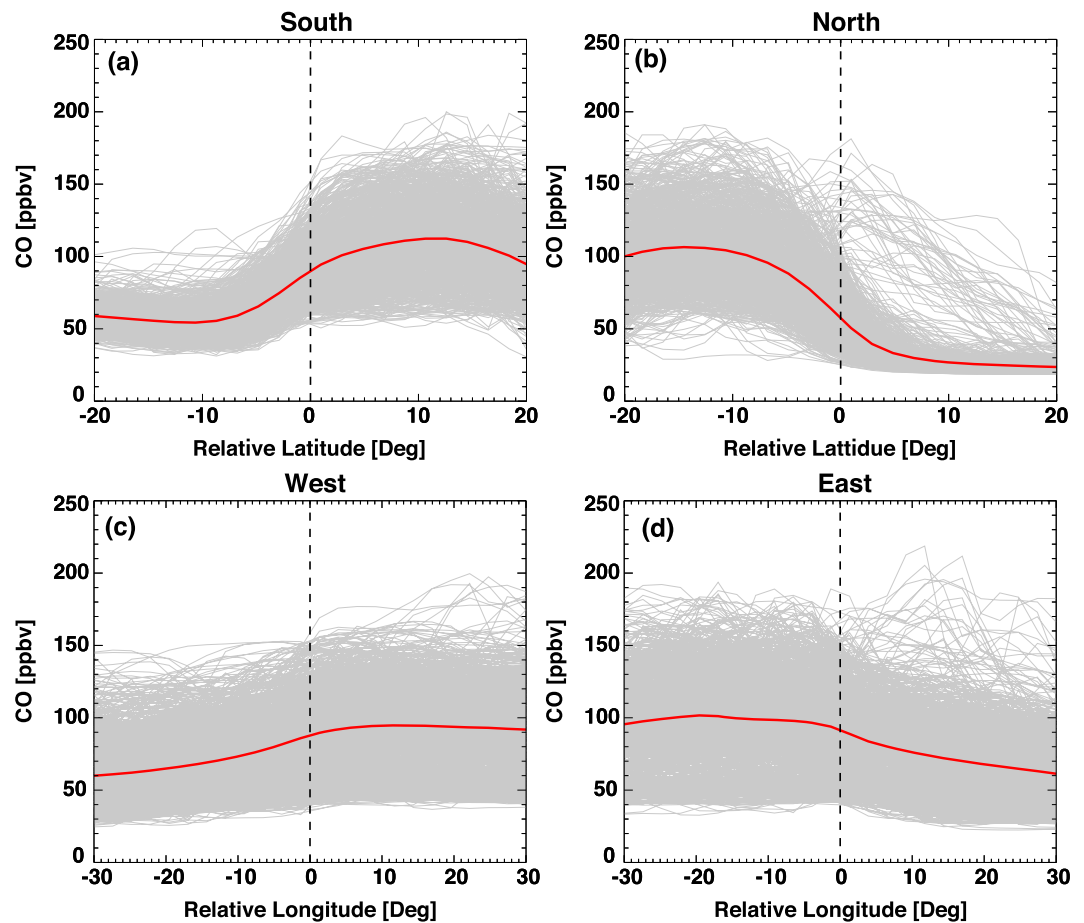 South
North
250
200
150
100
50
0
CO [ppbv]
(a)
-20 -10 0 10 20
Relative Latitude [Deg]
250
200
150
100
50
0
CO [ppbv]
(b)
-20 -10 0 10 20
Relative Lattidue [Deg]
West
East
250
200
150
100
50
0
CO [ppbv]
(c)
-30 -20 -10 0 10 20 30
Relative Longitude [Deg]
250
200
150
100
50
0
CO [ppbv]
(d)
-30 -20 -10 0 10 20 30
Relative Longitude [Deg]